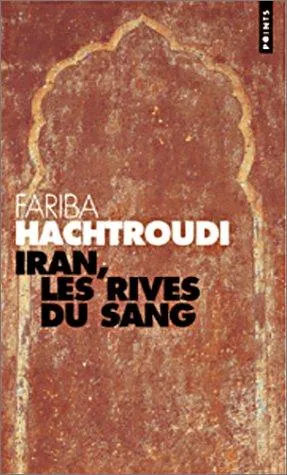 POINTS
FARIBA
HACHTROUDI
IRAN,
LES RIVES
DU SANG